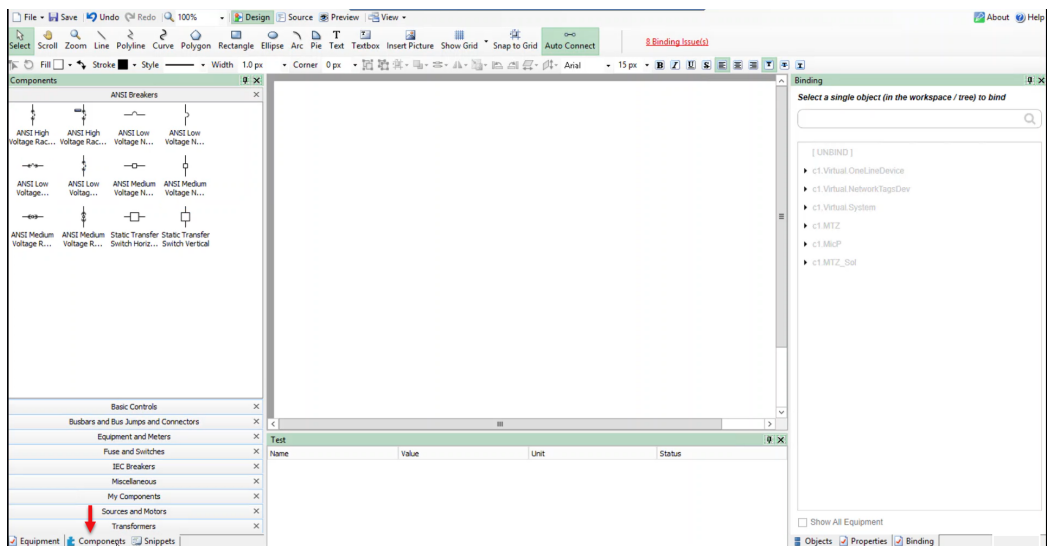 File Save Undo Redo 100% Design Source Preview View About Help
Select Scroll Zoom Line Polyline Curve Polygon Rectangle Ellipse Arc Pie Text Textbox Insert Picture Show Grid Snap to Grid Auto Connect 8 Binding Issue(s)
Fill Stroke Style Width 1.0 px Corner 0 px Arial 15 px B I U S
Components
ANSI Breakers
ANSI High ANSI High ANSI Low ANSI Low
Voltage Rac... Voltage Rac... Voltage N... Voltage N...
ANSI Low ANSI Low ANSI Medium ANSI Medium
Voltage... Voltag... Voltage N... Voltage N...
ANSI Medium ANSI Medium Static Transfer Static Transfer
Voltage R... Voltage R... Switch Horiz... Switch Vertical
Basic Controls
Busbars and Bus Jumps and Connectors
Equipment and Meters
Fuse and Switches
IEC Breakers
Miscellaneous
My Components
Sources and Motors
Transformers
Equipment Components Snippets
Test
Name Value Unit Status
Binding
Select a single object (in the workspace / tree) to bind
[ UNBIND ]
c1.Virtual.OneLineDevice
c1.Virtual.NetworkTagsDev
c1.Virtual.System
c1.MTZ
c1.MicP
c1.MTZ_Sel
Show All Equipment
Objects Properties Binding